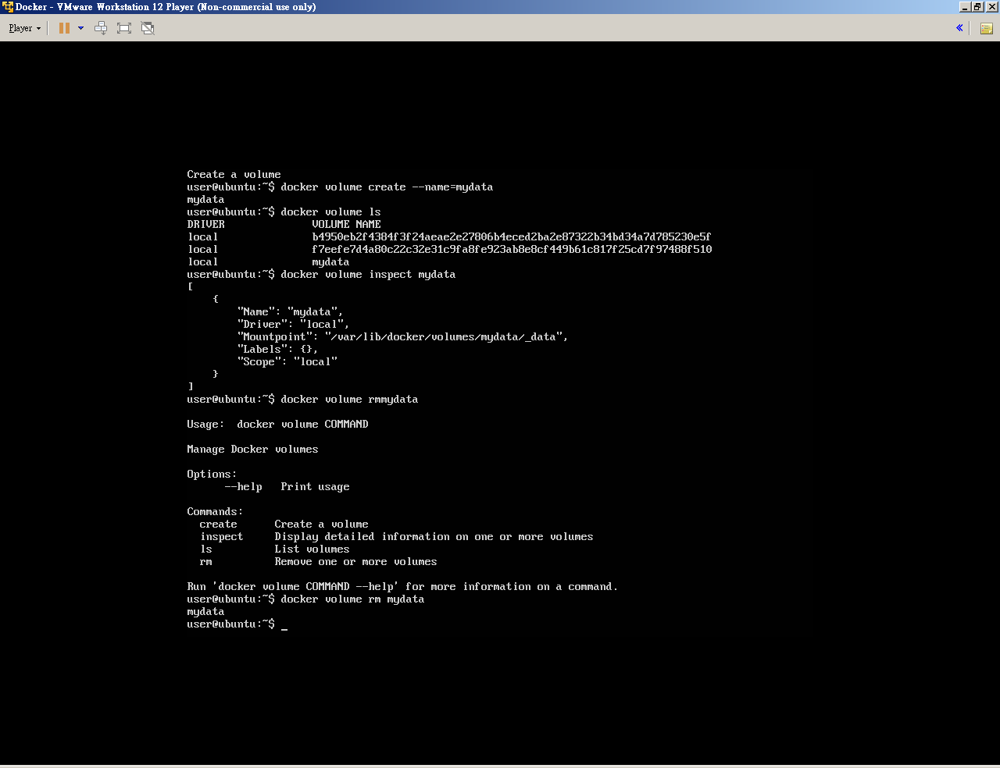 Docker - VMware Workstation 12 Player (Non-commercial use only)
Player
Create a volume
user@ubuntu:~$ docker volume create --name=mydata
mydata
user@ubuntu:~$ docker volume ls
DRIVER              VOLUME NAME
local               b4950eb2f4384f3f24aeae2e27806b4eced2ba2e87322b34bd34a7d785230e5f
local               f7eefe7d4a80c22c32e31c9fa8fe923ab8e8cf449b61c817f25cd7f97488f510
local               mydata
user@ubuntu:~$ docker volume inspect mydata
[
    {
        "Name": "mydata",
        "Driver": "local",
        "Mountpoint": "/var/lib/docker/volumes/mydata/_data",
        "Labels": {},
        "Scope": "local"
    }
]
user@ubuntu:~$ docker volume rmmydata
Usage:  docker volume COMMAND
Manage Docker volumes
Options:
      --help   Print usage
Commands:
  create      Create a volume
  inspect     Display detailed information on one or more volumes
  ls          List volumes
  rm          Remove one or more volumes
Run 'docker volume COMMAND --help' for more information on a command.
user@ubuntu:~$ docker volume rm mydata
mydata
user@ubuntu:~$ _